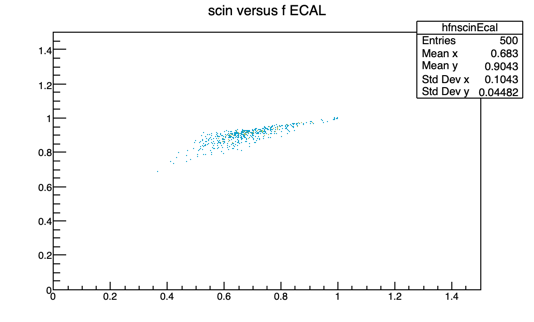 scin versus f ECAL
hfnscinEcal
Entries 500
Mean x 0.683
Mean y 0.9043
Std Dev x 0.1043
Std Dev y 0.04482
1.4
1.2
1
0.8
0.6
0.4
0.2
0
0 0.2 0.4 0.6 0.8 1 1.2 1.4